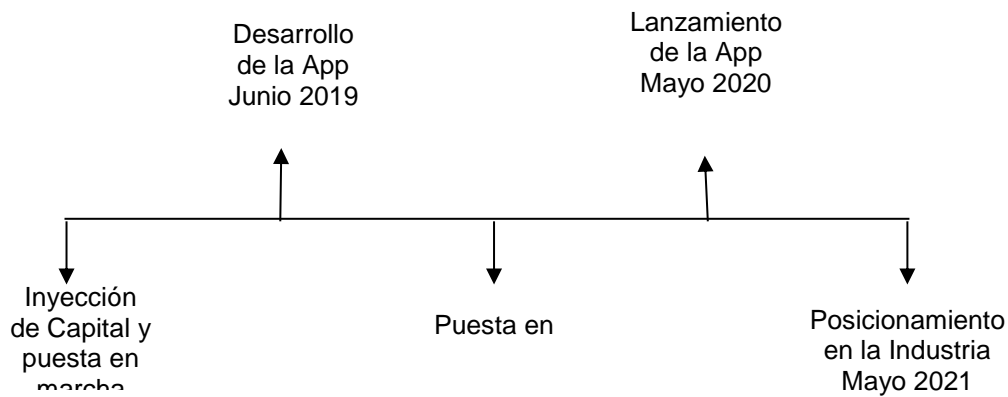 Desarrollo
de la App
Junio 2019
Lanzamiento
de la App
Mayo 2020
Inyección
de Capital y
puesta en
marcha
Puesta en
Posicionamiento
en la Industria
Mayo 2021